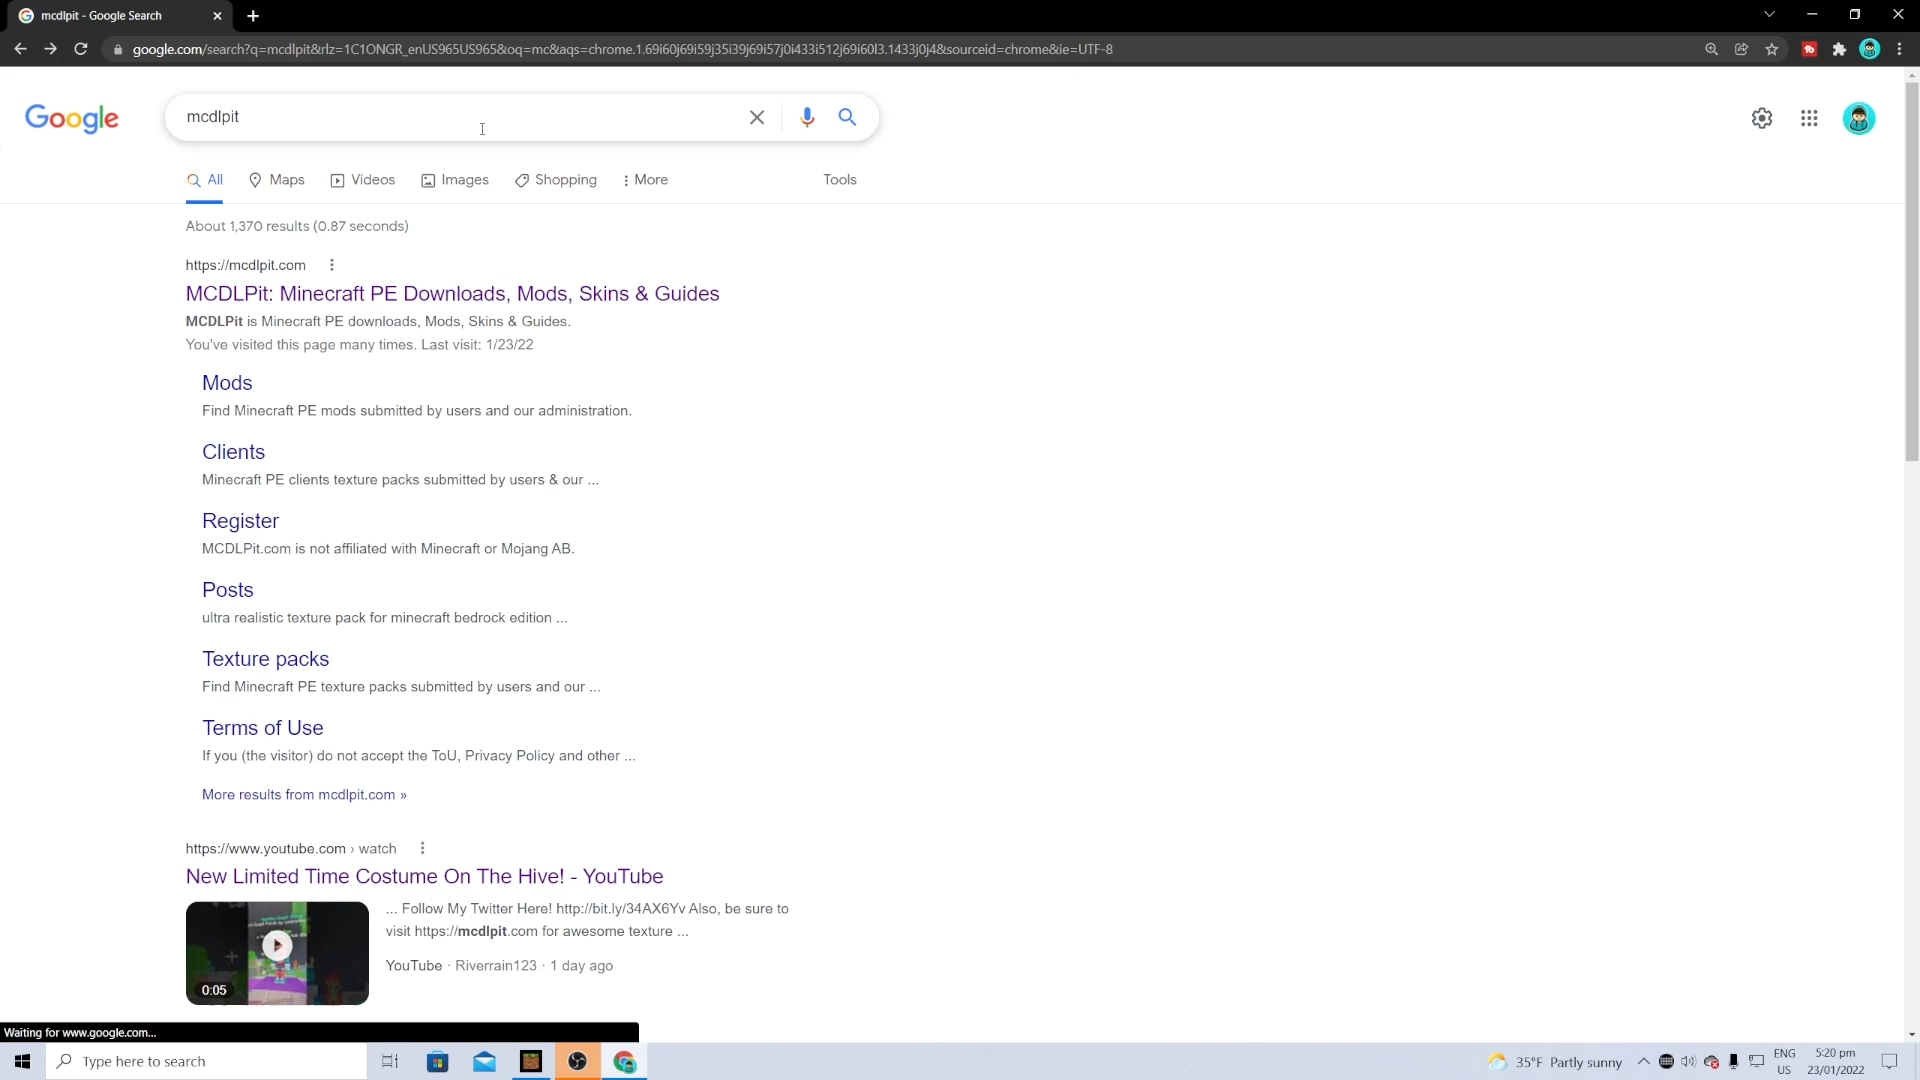 mcdlpit - Google Search
google.com/search?q=mcdlpit&rlz=1C1ONGR_enUS965US965&oq=mc&aqs=chrome.1.69i60j69i59j35i39j69i57j0i433i512j69i60l3.1433j0j4&sourceid=chrome&ie=UTF-8
Google
mcdlpit
All
Maps
Videos
Images
Shopping
More
Tools
About 1,370 results (0.87 seconds)
https://mcdlpit.com
MCDLPit: Minecraft PE Downloads, Mods, Skins & Guides
MCDLPit is Minecraft PE downloads, Mods, Skins & Guides.
You've visited this page many times. Last visit: 1/23/22
Mods
Find Minecraft PE mods submitted by users and our administration.
Clients
Minecraft PE clients texture packs submitted by users & our ...
Register
MCDLPit.com is not affiliated with Minecraft or Mojang AB.
Posts
ultra realistic texture pack for minecraft bedrock edition ...
Texture packs
Find Minecraft PE texture packs submitted by users and our ...
Terms of Use
If you (the visitor) do not accept the ToU, Privacy Policy and other ...
More results from mcdlpit.com »
https://www.youtube.com › watch
New Limited Time Costume On The Hive! - YouTube
... Follow My Twitter Here! http://bit.ly/34AX6Yv Also, be sure to
visit https://mcdlpit.com for awesome texture ...
YouTube · Riverrain123 · 1 day ago
0:05
Waiting for www.google.com...
Type here to search
35°F Partly sunny
ENG
US
5:20 pm
23/01/2022